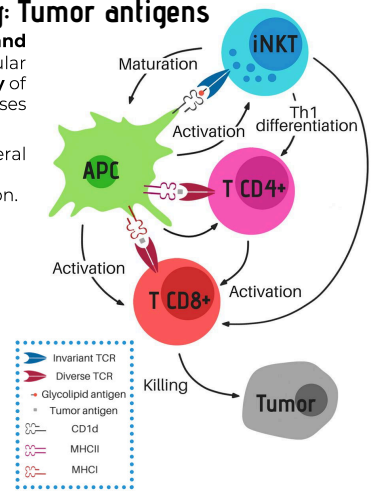 g: Tumor antigens
and
ular
y of
ses
eral
on.
iNKT
Maturation
Th1
differentiation
Activation
APC
T CD4+
Activation
T CD8+
Activation
Killing
Tumor
Invariant TCR
Diverse TCR
Glycolipid antigen
Tumor antigen
CD1d
MHCII
MHCI